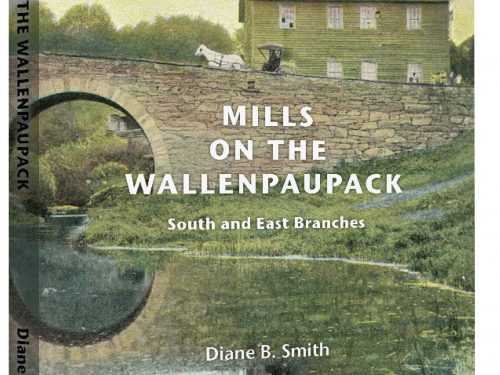 THE WALLENPAUPACK
Diane
MILLS
ON THE
WALLENPAUPACK
South and East Branches
Diane B. Smith